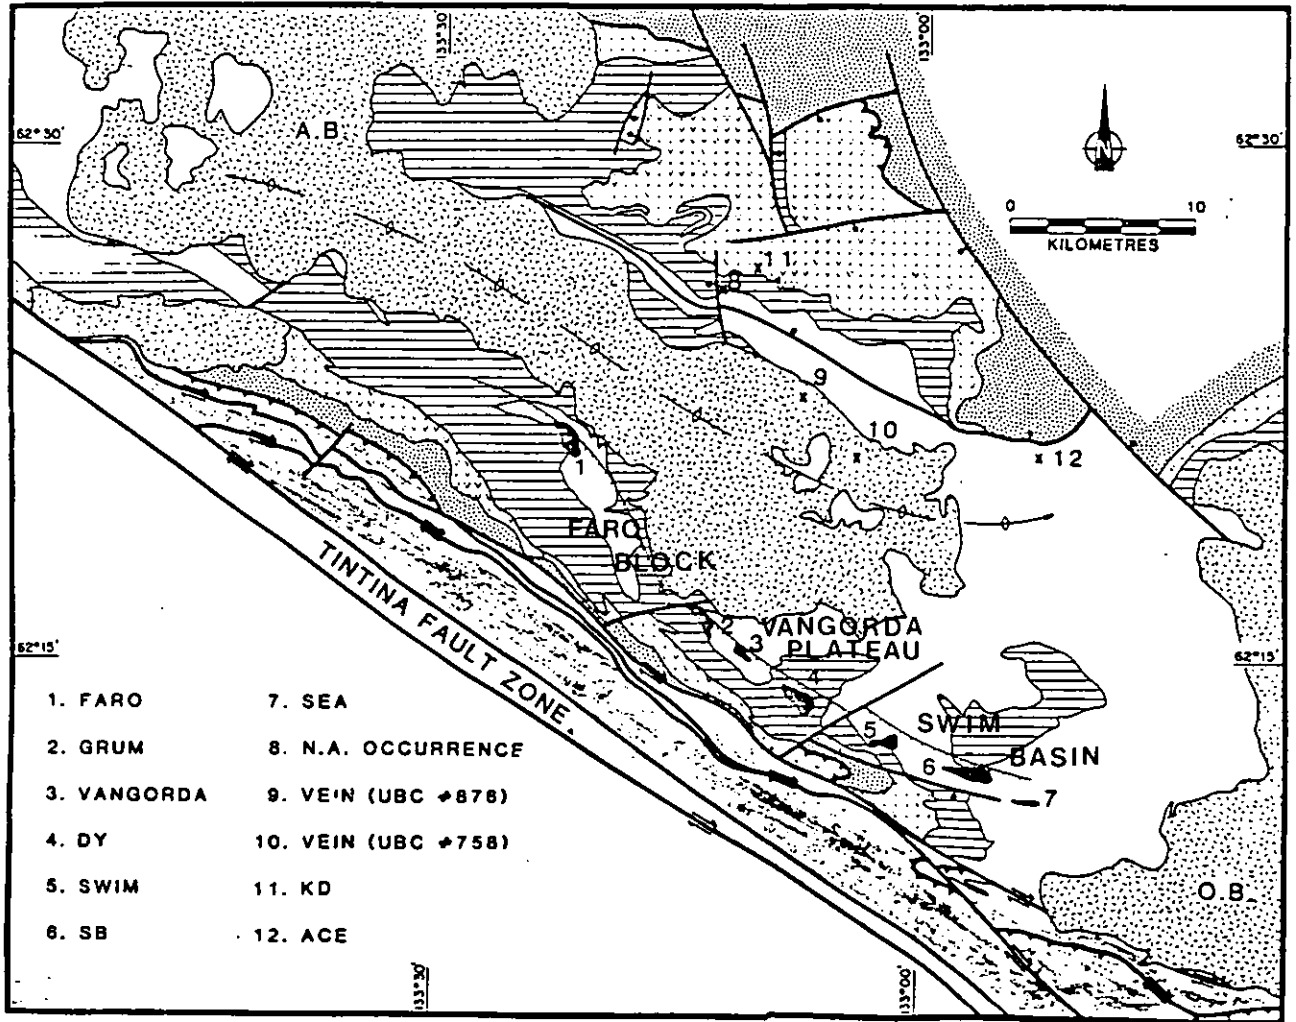 133°30'
133°00'
62°30'
A.B.
62°30'
N
0 10
KILOMETRES
11
8
9
10
12
1
FARO
BLOCK
TINTINA FAULT ZONE
2
VANGORDA
3
PLATEAU
62°15'
62°15'
4
1. FARO 7. SEA
5
SWIM
2. GRUM 8. N.A. OCCURRENCE
6
BASIN
3. VANGORDA 9. VEIN (UBC #876)
7
4. DY 10. VEIN (UBC #758)
5. SWIM 11. KD
O.B.
6. SB 12. ACE
133°30'
133°00'